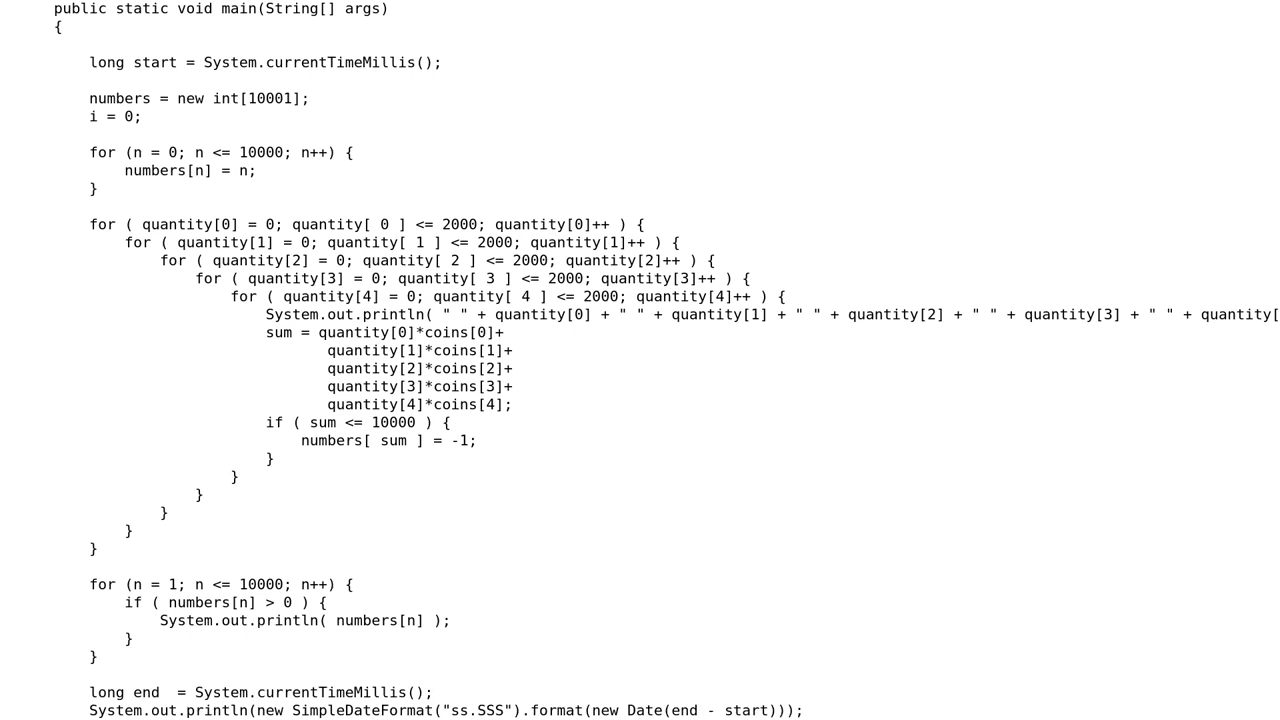 public static void main(String[] args)
{
long start = System.currentTimeMillis();
numbers = new int[10001];
i = 0;
for (n = 0; n <= 10000; n++) {
numbers[n] = n;
}
for ( quantity[0] = 0; quantity[ 0 ] <= 2000; quantity[0]++ ) {
for ( quantity[1] = 0; quantity[ 1 ] <= 2000; quantity[1]++ ) {
for ( quantity[2] = 0; quantity[ 2 ] <= 2000; quantity[2]++ ) {
for ( quantity[3] = 0; quantity[ 3 ] <= 2000; quantity[3]++ ) {
for ( quantity[4] = 0; quantity[ 4 ] <= 2000; quantity[4]++ ) {
System.out.println( " " + quantity[0] + " " + quantity[1] + " " + quantity[2] + " " + quantity[3] + " " + quantity[
sum = quantity[0]*coins[0]+
quantity[1]*coins[1]+
quantity[2]*coins[2]+
quantity[3]*coins[3]+
quantity[4]*coins[4];
if ( sum <= 10000 ) {
numbers[ sum ] = -1;
}
}
}
}
}
}
for (n = 1; n <= 10000; n++) {
if ( numbers[n] > 0 ) {
System.out.println( numbers[n] );
}
}
long end  = System.currentTimeMillis();
System.out.println(new SimpleDateFormat("ss.SSS").format(new Date(end - start)));